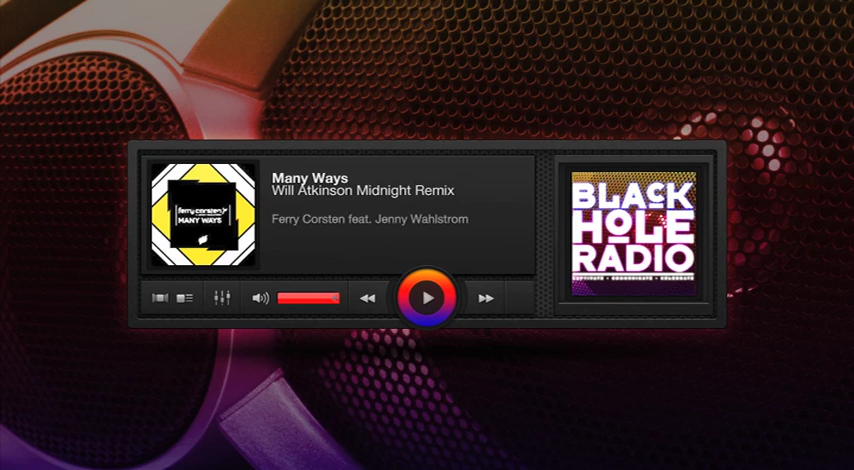 Many Ways
Will Atkinson Midnight Remix
Ferry Corsten feat. Jenny Wahlstrom
ferry corsten
MANY WAYS
BLACK
HOLE
RADIO